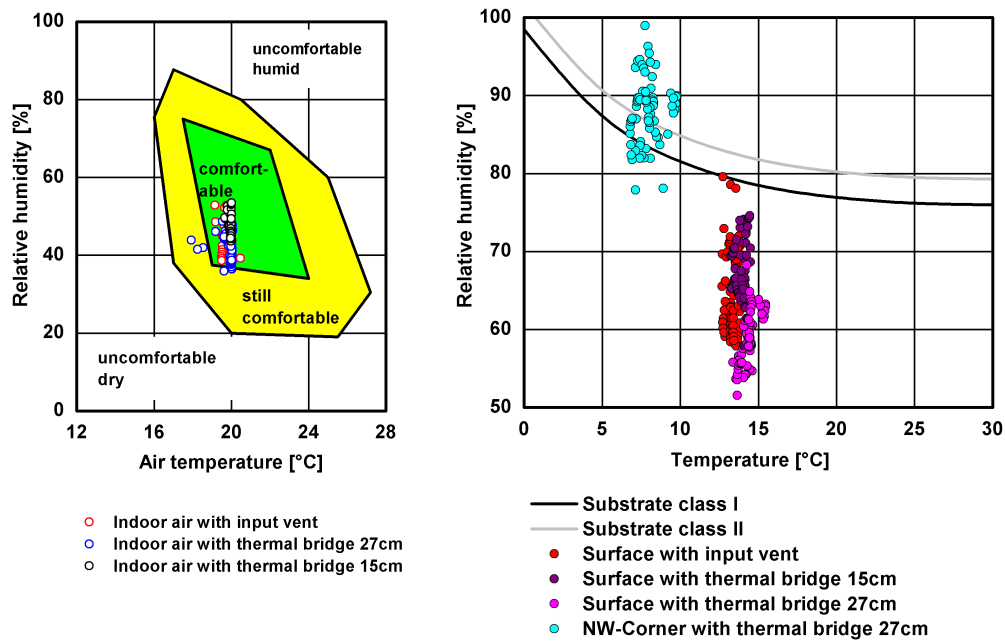 100
80
60
40
20
0
Relative humidity [%]
uncomfortable
humid
comfort-
able
still
comfortable
uncomfortable
dry
12 16 20 24 28
Air temperature [°C]
Indoor air with input vent
Indoor air with thermal bridge 27cm
Indoor air with thermal bridge 15cm
100
90
80
70
60
50
Relative humidity [%]
0 5 10 15 20 25 30
Temperature [°C]
Substrate class I
Substrate class II
Surface with input vent
Surface with thermal bridge 15cm
Surface with thermal bridge 27cm
NW-Corner with thermal bridge 27cm